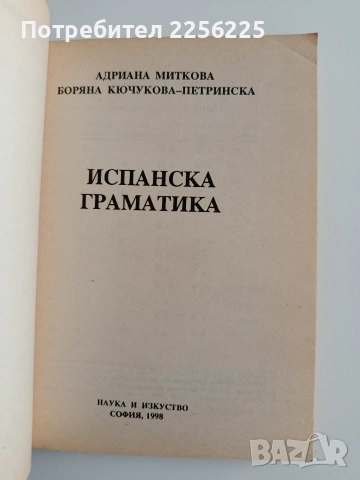 Потребител 2256225
АДРИАНА МИТКОВА
БОРЯНА КЮЧУКОВА–ПЕТРИНСКА
ИСПАНСКА
ГРАМАТИКА
НАУКА И ИЗКУСТВО
СОФИЯ, 1998
BAZAR
bg